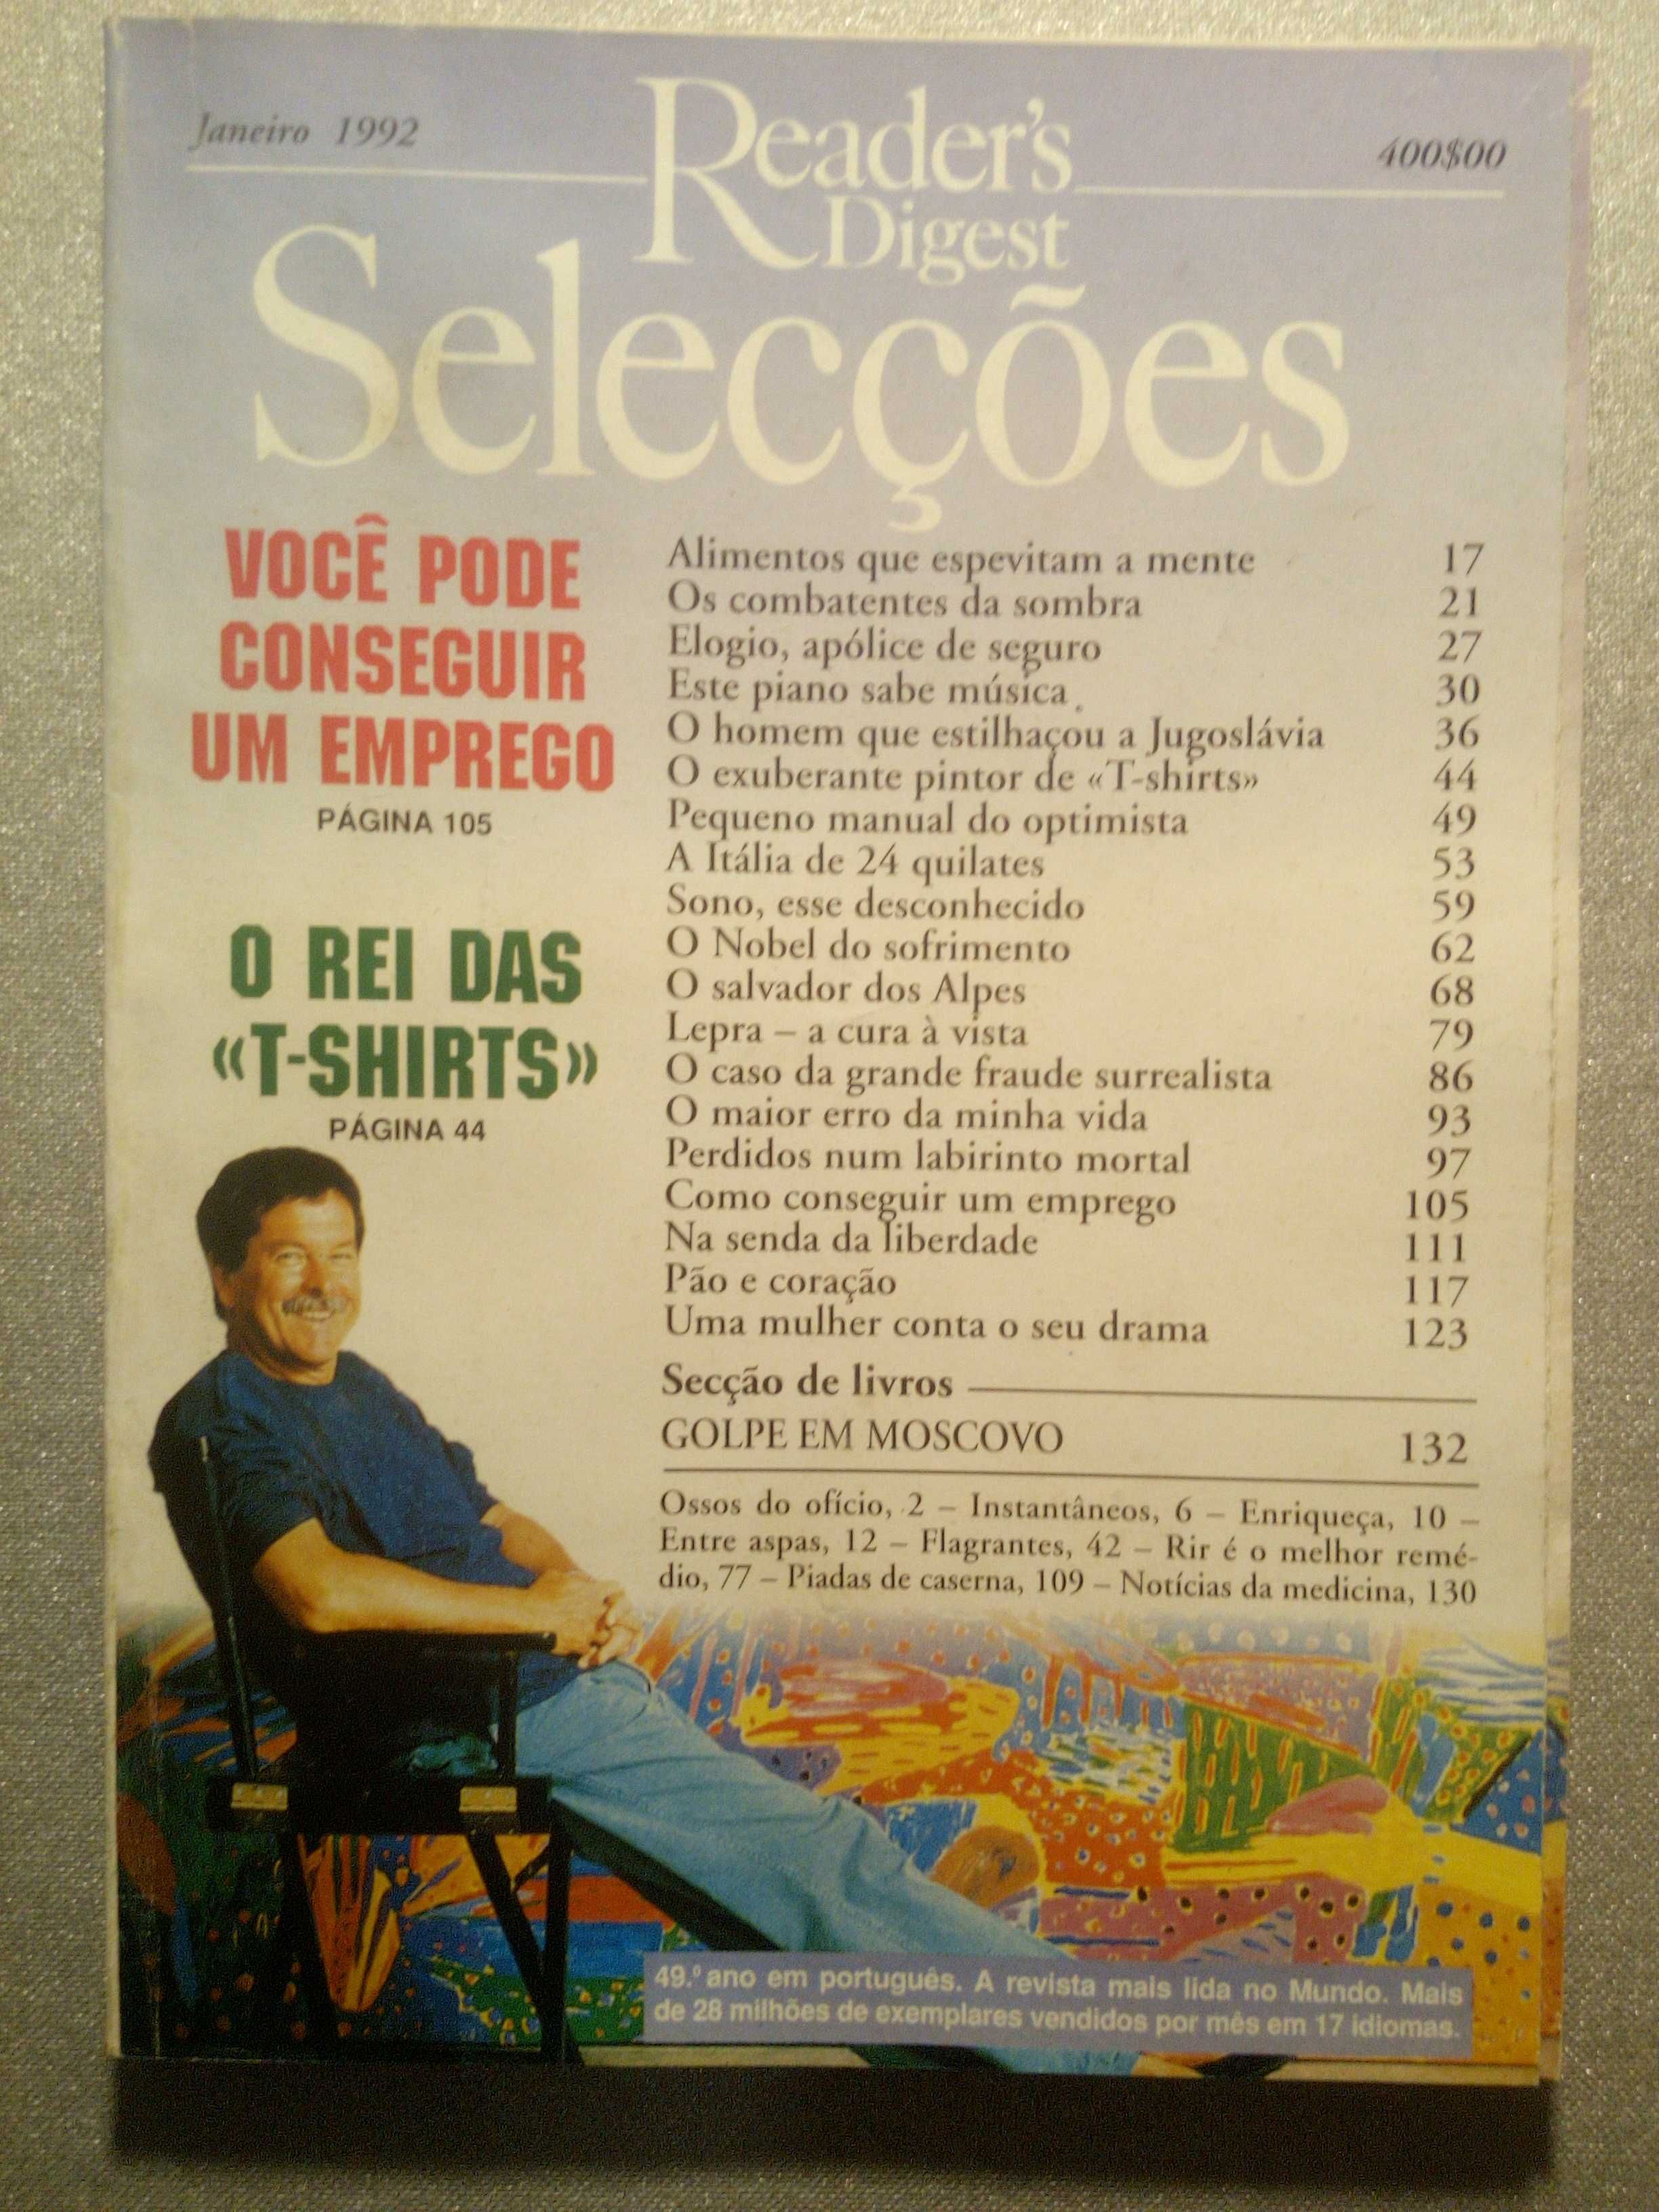 Janeiro 1992
400$00
Reader's
Digest
Selecções
VOCÊ PODE
CONSEGUIR
UM EMPREGO
PÁGINA 105
O REI DAS
«T-SHIRTS»
PÁGINA 44
Alimentos que espevitam a mente 17
Os combatentes da sombra 21
Elogio, apólice de seguro 27
Este piano sabe música 30
O homem que estilhaçou a Jugoslávia 36
O exuberante pintor de «T-shirts» 44
Pequeno manual do optimista 49
A Itália de 24 quilates 53
Sono, esse desconhecido 59
O Nobel do sofrimento 62
O salvador dos Alpes 68
Lepra – a cura à vista 79
O caso da grande fraude surrealista 86
O maior erro da minha vida 93
Perdidos num labirinto mortal 97
Como conseguir um emprego 105
Na senda da liberdade 111
Pão e coração 117
Uma mulher conta o seu drama 123
Secção de livros
GOLPE EM MOSCOVO 132
Ossos do ofício, 2 – Instantâneos, 6 – Enriqueça, 10 –
Entre aspas, 12 – Flagrantes, 42 – Rir é o melhor remé-
dio, 77 – Piadas de caserna, 109 – Notícias da medicina, 130
49.º ano em português. A revista mais lida no Mundo. Mais
de 28 milhões de exemplares vendidos por mês em 17 idiomas.